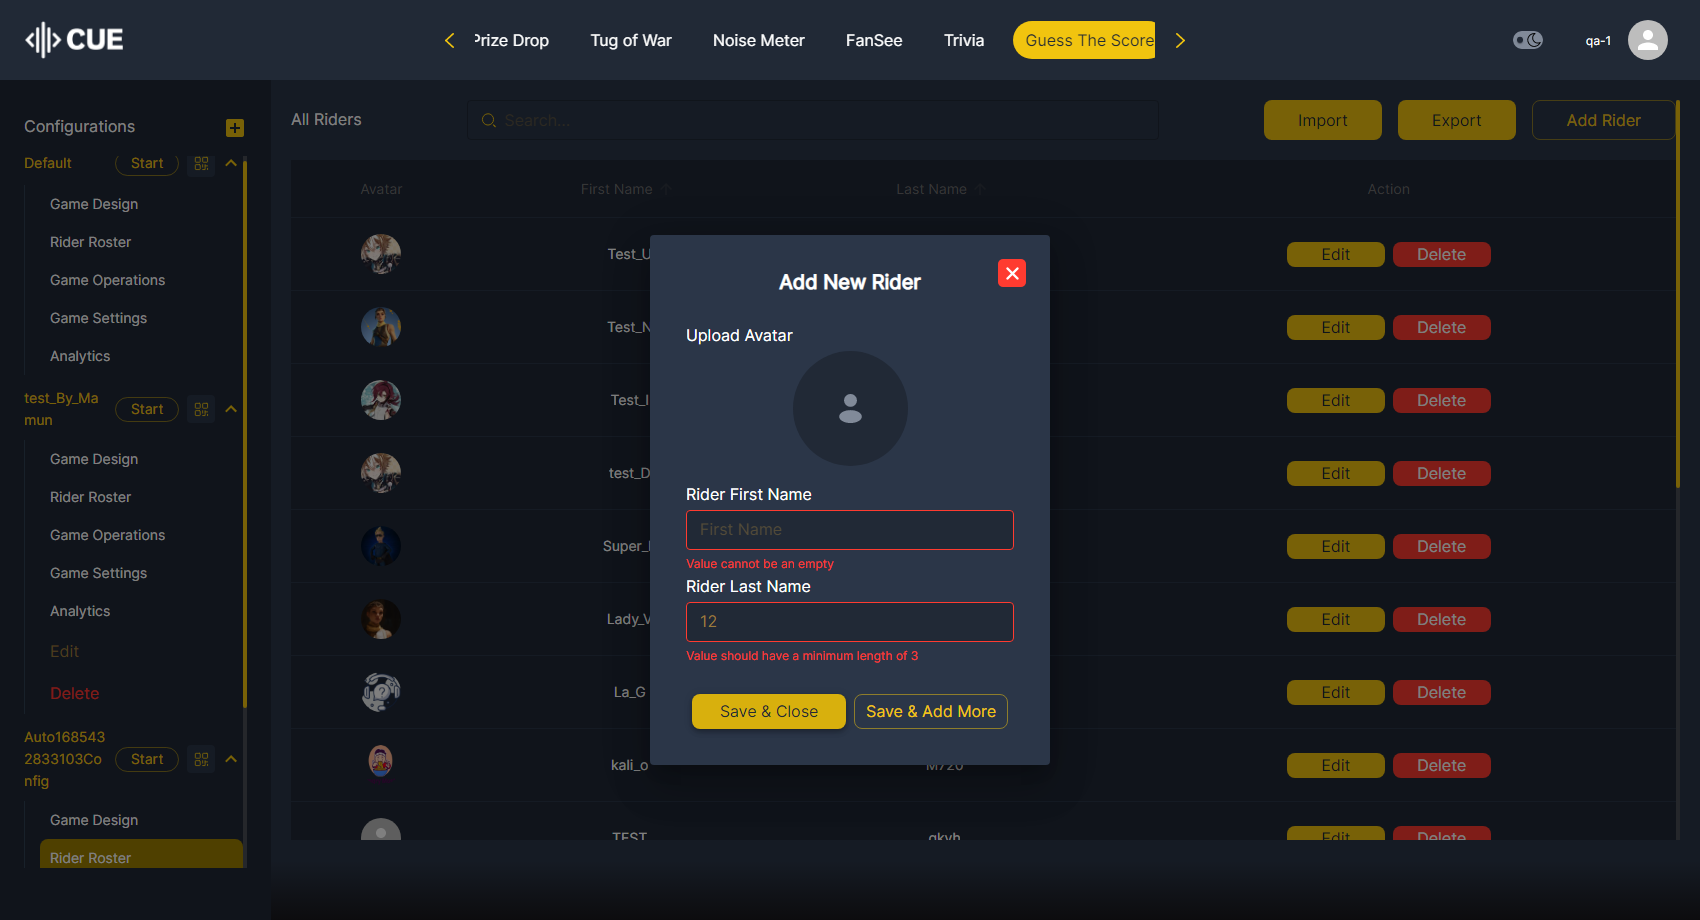 CUE
Prize Drop
Tug of War
Noise Meter
FanSee
Trivia
Guess The Score
qa-1
Configurations
Default
Start
Game Design
Rider Roster
Game Operations
Game Settings
Analytics
test_By_Ma
mun
Start
Game Design
Rider Roster
Game Operations
Game Settings
Analytics
Edit
Delete
Auto168543
2833103Co
nfig
Start
Game Design
Rider Roster
All Riders
Search...
Import
Export
Add Rider
Avatar
First Name
Last Name
Action
Test_U
Edit
Delete
Test_N
Edit
Delete
Test_I
Edit
Delete
test_D
Edit
Delete
Super_
Edit
Delete
Lady_V
Edit
Delete
La_G
Edit
Delete
kali_o
M720
Edit
Delete
TEST
gkyh
Edit
Delete
Add New Rider
Upload Avatar
Rider First Name
First Name
Value cannot be an empty
Rider Last Name
12
Value should have a minimum length of 3
Save & Close
Save & Add More